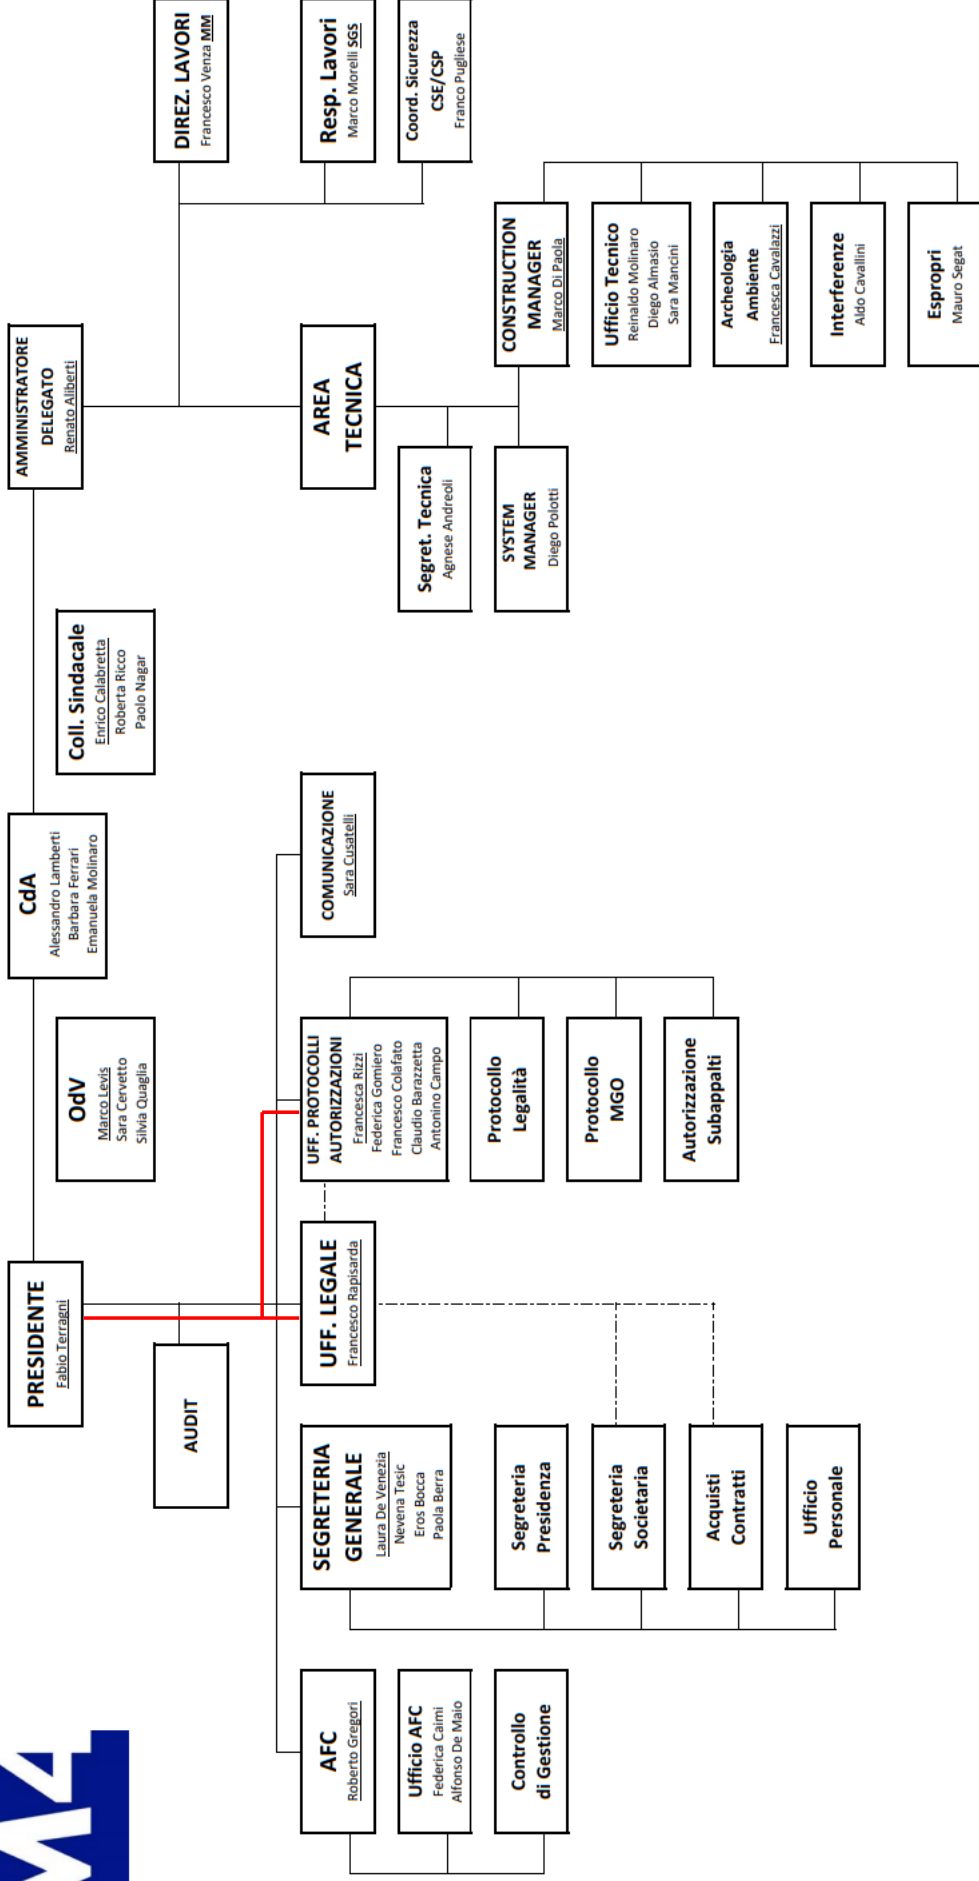 M4
PRESIDENTE
Fabio Terragni
CdA
Alessandro Lamberti
Barbara Ferrari
Emanuela Molinaro
AMMINISTRATORE
DELEGATO
Renato Aliberti
OdV
Marco Levis
Sara Cervetto
Silvia Quaglia
Coll. Sindacale
Enrico Calabretta
Roberta Ricco
Paolo Nagar
AUDIT
DIREZ. LAVORI
Francesco Venza MM
AFC
Roberto Gregori
SEGRETERIA
GENERALE
Laura De Venezia
Nevena Tesic
Eros Bocca
Paola Berra
UFF. LEGALE
Francesco Rapisarda
UFF. PROTOCOLLI
AUTORIZZAZIONI
Francesca Rizzi
Federica Gomiero
Francesco Colafato
Claudio Barazzetta
Antonino Campo
COMUNICAZIONE
Sara Cusatelli
AREA
TECNICA
Resp. Lavori
Marco Morelli SGS
Ufficio AFC
Federica Caimi
Alfonso De Maio
Segret. Tecnica
Agnese Andreoli
Coord. Sicurezza
CSE/CSP
Franco Pugliese
Controllo
di Gestione
Segreteria
Presidenza
Protocollo
Legalità
SYSTEM
MANAGER
Diego Polotti
CONSTRUCTION
MANAGER
Marco Di Paola
Segreteria
Societaria
Protocollo
MGO
Ufficio Tecnico
Reinaldo Molinaro
Diego Almasio
Sara Mancini
Acquisti
Contratti
Autorizzazione
Subappalti
Archeologia
Ambiente
Francesca Cavalazzi
Ufficio
Personale
Interferenze
Aldo Cavallini
Espropri
Mauro Segat